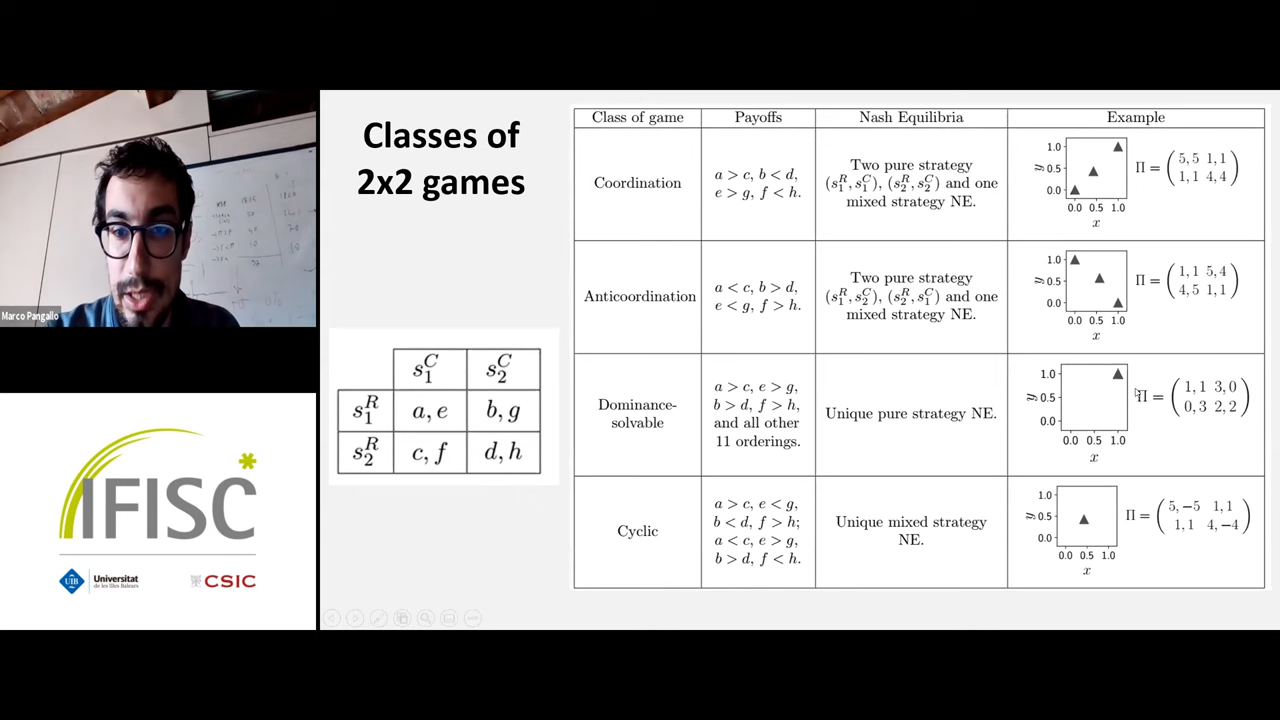 Marco Pangallo
IFISC
UIB Universitat de les Illes Balears
CSIC
Classes of
2x2 games
s_1^C s_2^C
s_1^R a, e b, g
s_2^R c, f d, h
Class of game Payoffs Nash Equilibria Example
Coordination
a > c, b < d,
e > g, f < h.
Two pure strategy
(s_1^R, s_1^C), (s_2^R, s_2^C) and one
mixed strategy NE.
y
1.0
0.5
0.0
0.0 0.5 1.0
x
Π = ( 5, 5 1, 1
1, 1 4, 4 )
Anticoordination
a < c, b > d,
e < g, f > h.
Two pure strategy
(s_1^R, s_2^C), (s_2^R, s_1^C) and one
mixed strategy NE.
y
1.0
0.5
0.0
0.0 0.5 1.0
x
Π = ( 1, 1 5, 4
4, 5 1, 1 )
Dominance-
solvable
a > c, e > g,
b > d, f > h,
and all other
11 orderings.
Unique pure strategy NE.
y
1.0
0.5
0.0
0.0 0.5 1.0
x
Π = ( 1, 1 3, 0
0, 3 2, 2 )
Cyclic
a > c, e < g,
b < d, f > h;
a < c, e > g,
b > d, f < h.
Unique mixed strategy
NE.
y
1.0
0.5
0.0
0.0 0.5 1.0
x
Π = ( 5, −5 1, 1
1, 1 4, −4 )